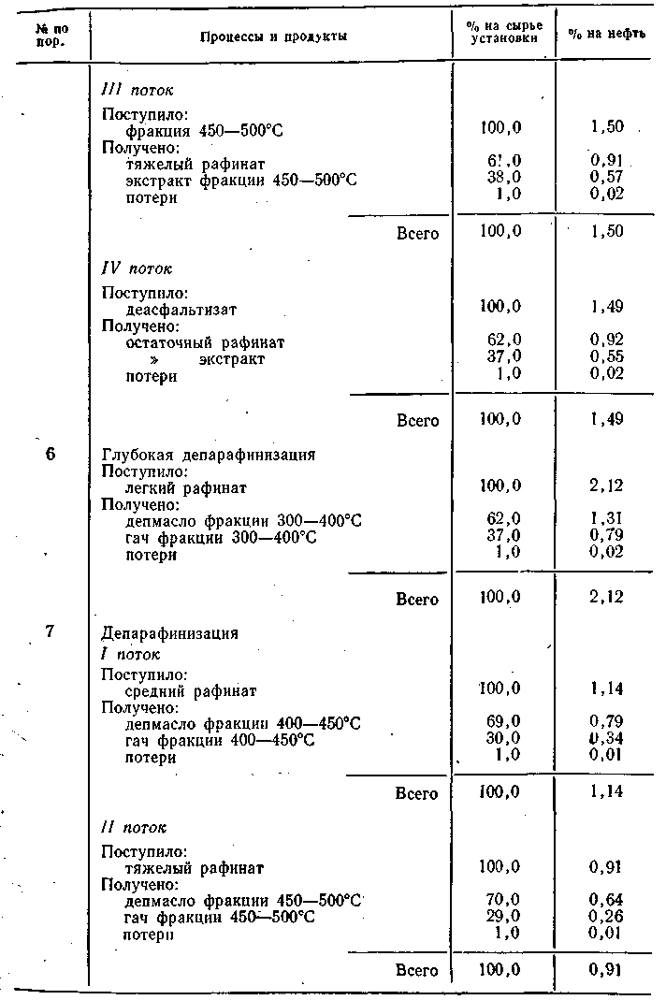 № по пор. Процессы и продукты % на сырье установки % на нефть
III поток
Поступило:
фракция 450—500°С 100,0 1,50
Получено:
тяжелый рафинат 61,0 0,91
экстракт фракции 450—500°С 38,0 0,57
потери 1,0 0,02
Всего 100,0 1,50
IV поток
Поступило:
деасфальтизат 100,0 1,49
Получено:
остаточный рафинат 62,0 0,92
» экстракт 37,0 0,55
потери 1,0 0,02
Всего 100,0 1,49
6 Глубокая депарафинизация
Поступило:
легкий рафинат 100,0 2,12
Получено:
депмасло фракции 300—400°С 62,0 1,31
гач фракции 300—400°С 37,0 0,79
потери 1,0 0,02
Всего 100,0 2,12
7 Депарафинизация
I поток
Поступило:
средний рафинат 100,0 1,14
Получено:
депмасло фракции 400—450°С 69,0 0,79
гач фракции 400—450°С 30,0 0,34
потери 1,0 0,01
Всего 100,0 1,14
II поток
Поступило:
тяжелый рафинат 100,0 0,91
Получено:
депмасло фракции 450—500°С 70,0 0,64
гач фракции 450—500°С 29,0 0,26
потери 1,0 0,01
Всего 100,0 0,91